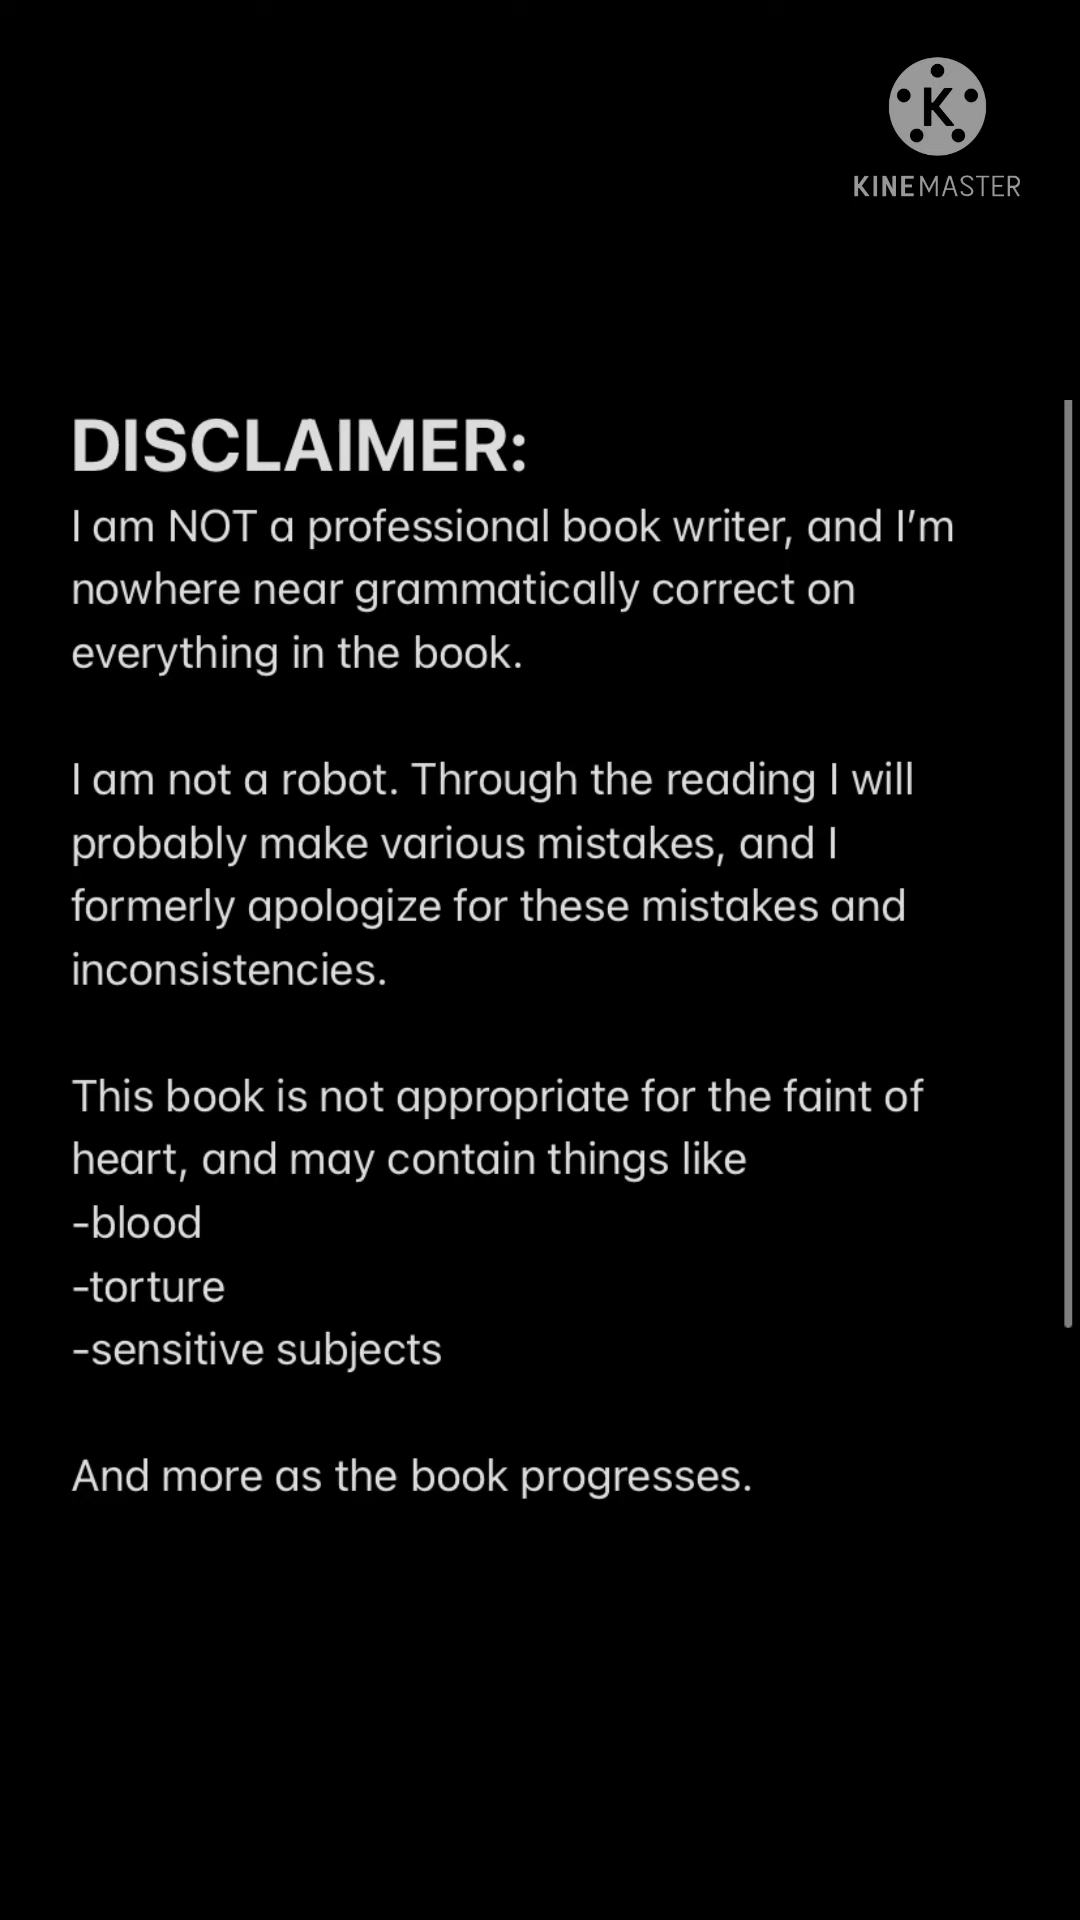 K
KINEMASTER
DISCLAIMER:
I am NOT a professional book writer, and I’m
nowhere near grammatically correct on
everything in the book.
I am not a robot. Through the reading I will
probably make various mistakes, and I
formerly apologize for these mistakes and
inconsistencies.
This book is not appropriate for the faint of
heart, and may contain things like
-blood
-torture
-sensitive subjects
And more as the book progresses.